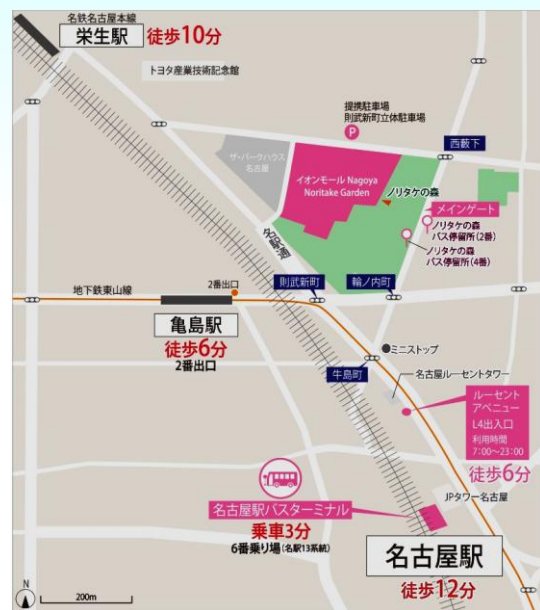 名鉄名古屋本線
栄生駅 徒歩10分
トヨタ産業技術記念館
提携駐車場
則武新町立体駐車場
P
西藪下
ザ・パークハウス
名古屋
イオンモール Nagoya
Noritake Garden
ノリタケの森
メインゲート
ノリタケの森
バス停留所(2番)
ノリタケの森
バス停留所(4番)
名駅通
地下鉄東山線
2番出口
則武新町
輪ノ内町
亀島駅
徒歩6分
2番出口
ミニストップ
牛島町
名古屋ルーセントタワー
ルーセント
アベニュー
L4出入口
利用時間
7:00〜23:00
徒歩6分
JPタワー名古屋
名古屋駅バスターミナル
乗車3分
6番乗り場(名駅13系統)
名古屋駅
徒歩12分
N
200m